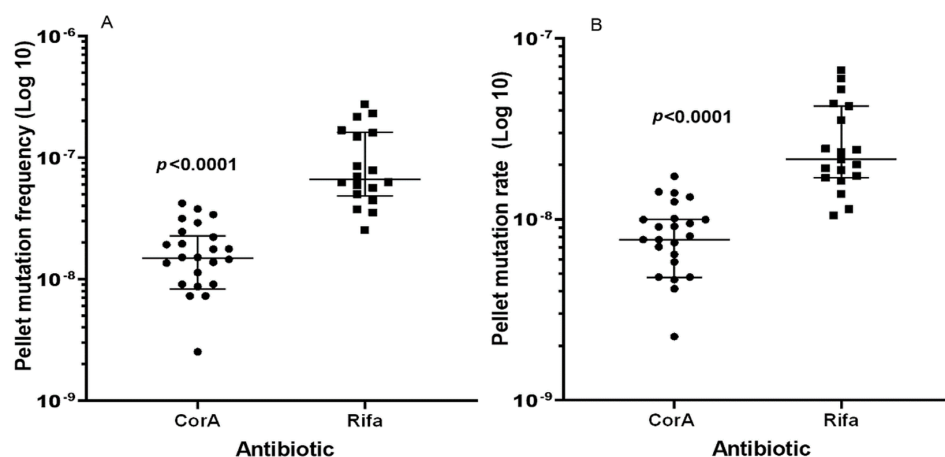 A
Pellet mutation frequency (Log 10)
10⁻⁶
10⁻⁷
10⁻⁸
10⁻⁹
p<0.0001
CorA Rifa
Antibiotic
B
Pellet mutation rate (Log 10)
10⁻⁷
10⁻⁸
10⁻⁹
p<0.0001
CorA Rifa
Antibiotic